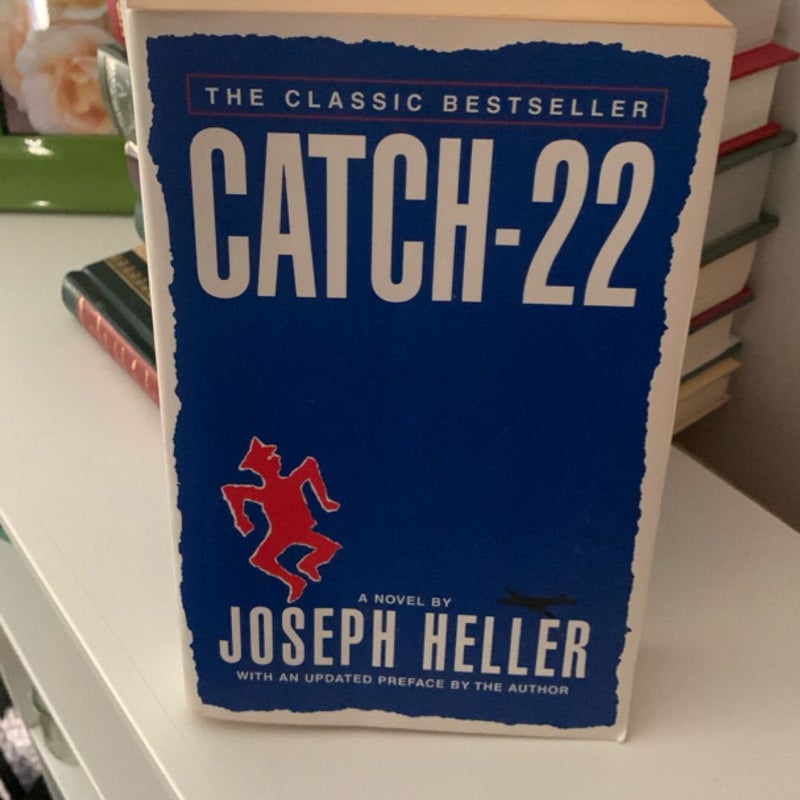 THE CLASSIC BESTSELLER
CATCH-22
A NOVEL BY
JOSEPH HELLER
WITH AN UPDATED PREFACE BY THE AUTHOR